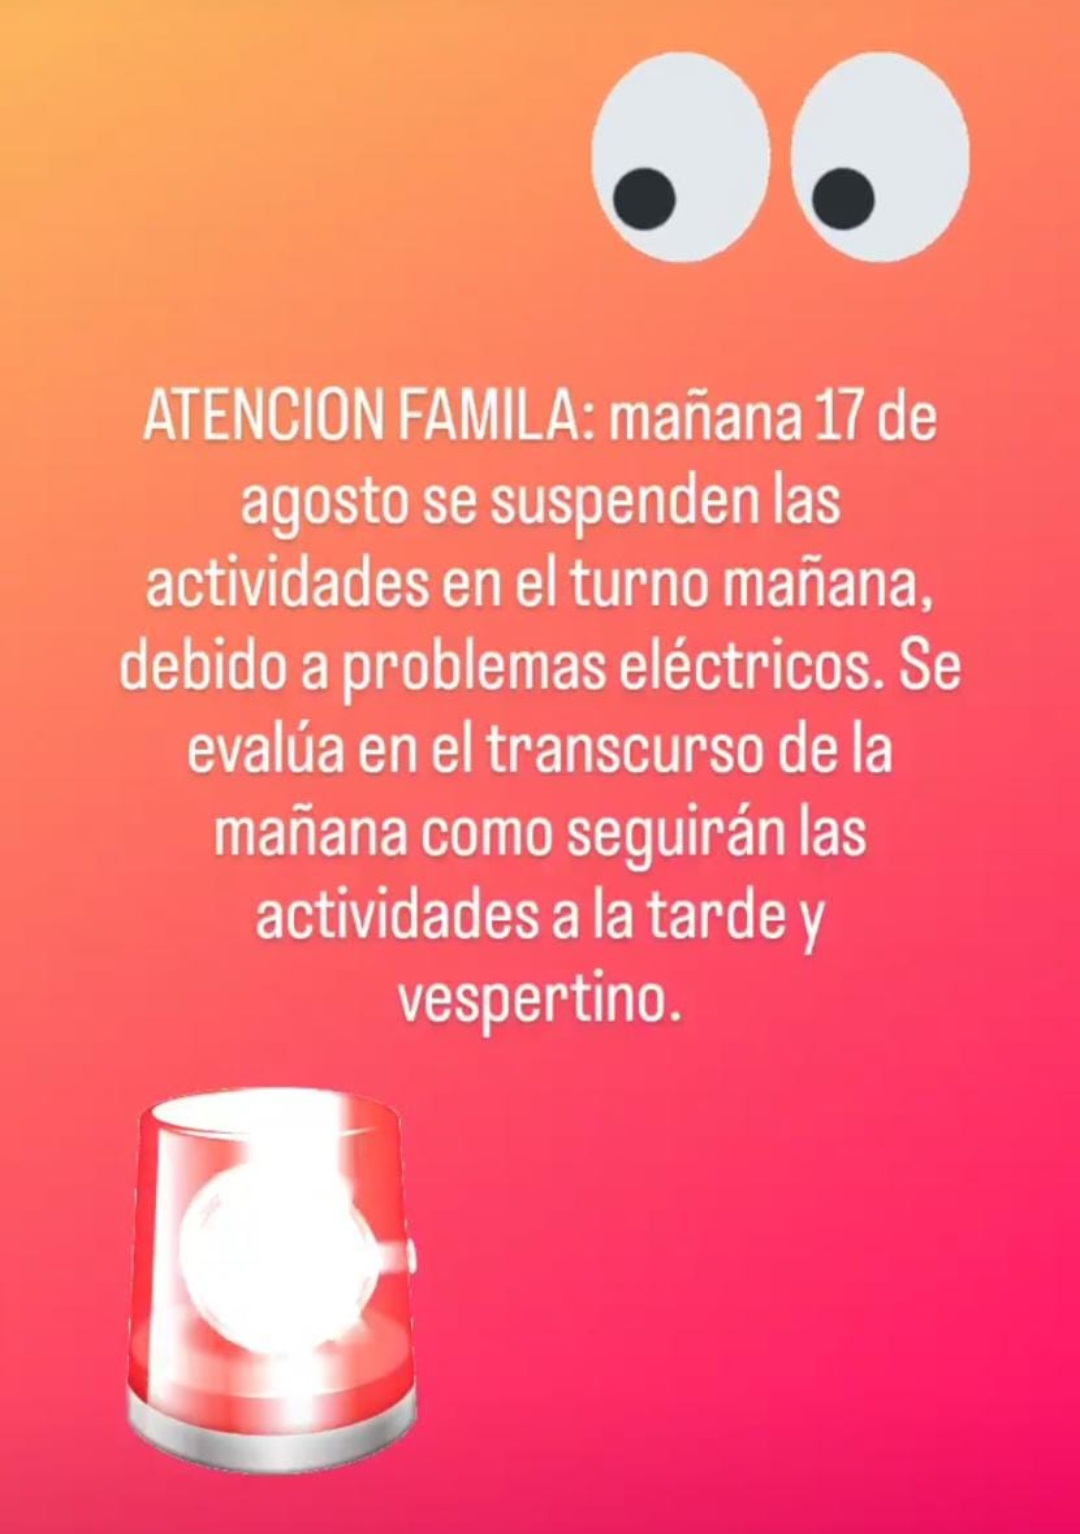 ATENCION FAMILA: mañana 17 de
agosto se suspenden las
actividades en el turno mañana,
debido a problemas eléctricos. Se
evalúa en el transcurso de la
mañana como seguirán las
actividades a la tarde y
vespertino.